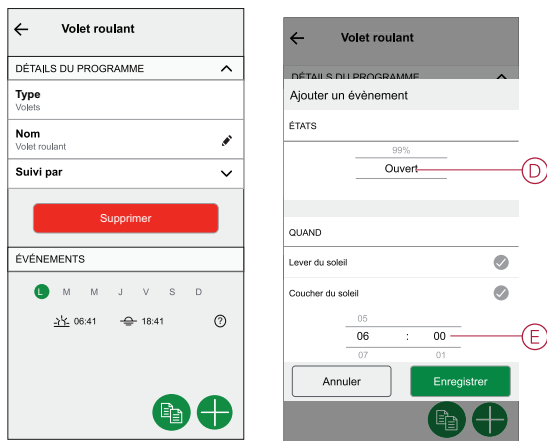 Volet roulant
DÉTAILS DU PROGRAMME
Type
Volets
Nom
Volet roulant
Suivi par
Supprimer
ÉVÉNEMENTS
L M M J V S D
06:41 18:41
Volet roulant
DÉTAILS DU PROGRAMME
Ajouter un évènement
ÉTATS
99%
Ouvert
D
QUAND
Lever du soleil
Coucher du soleil
05
06 : 00
E
07 01
Annuler Enregistrer